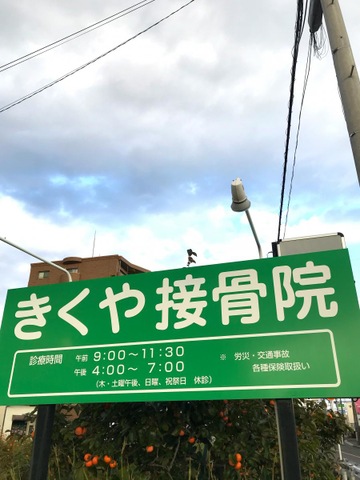 きくや接骨院
診療時間 午前 9:00～11:30
午後 4:00～ 7:00
(木・土曜午後、日曜、祝祭日 休診)
※ 労災・交通事故
各種保険取扱い